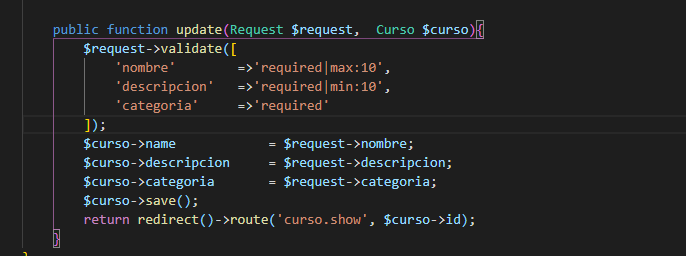 public function update(Request $request,  Curso $curso){
$request->validate([
'nombre'        =>'required|max:10',
'descripcion'   =>'required|min:10',
'categoria'     =>'required'
]);
$curso->name            = $request->nombre;
$curso->descripcion     = $request->descripcion;
$curso->categoria       = $request->categoria;
$curso->save();
return redirect()->route('curso.show', $curso->id);
}